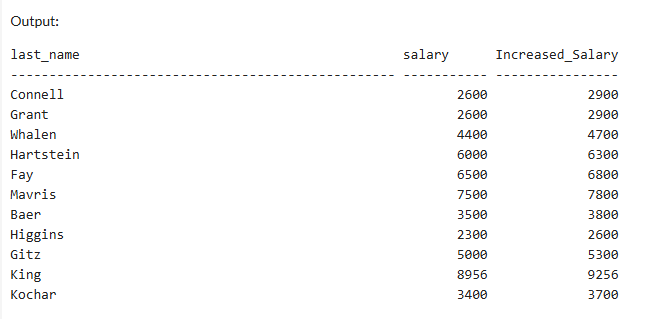 Output:
last_name salary Increased_Salary
-------------------------------------------------- ----------- ----------------
Connell 2600 2900
Grant 2600 2900
Whalen 4400 4700
Hartstein 6000 6300
Fay 6500 6800
Mavris 7500 7800
Baer 3500 3800
Higgins 2300 2600
Gitz 5000 5300
King 8956 9256
Kochar 3400 3700